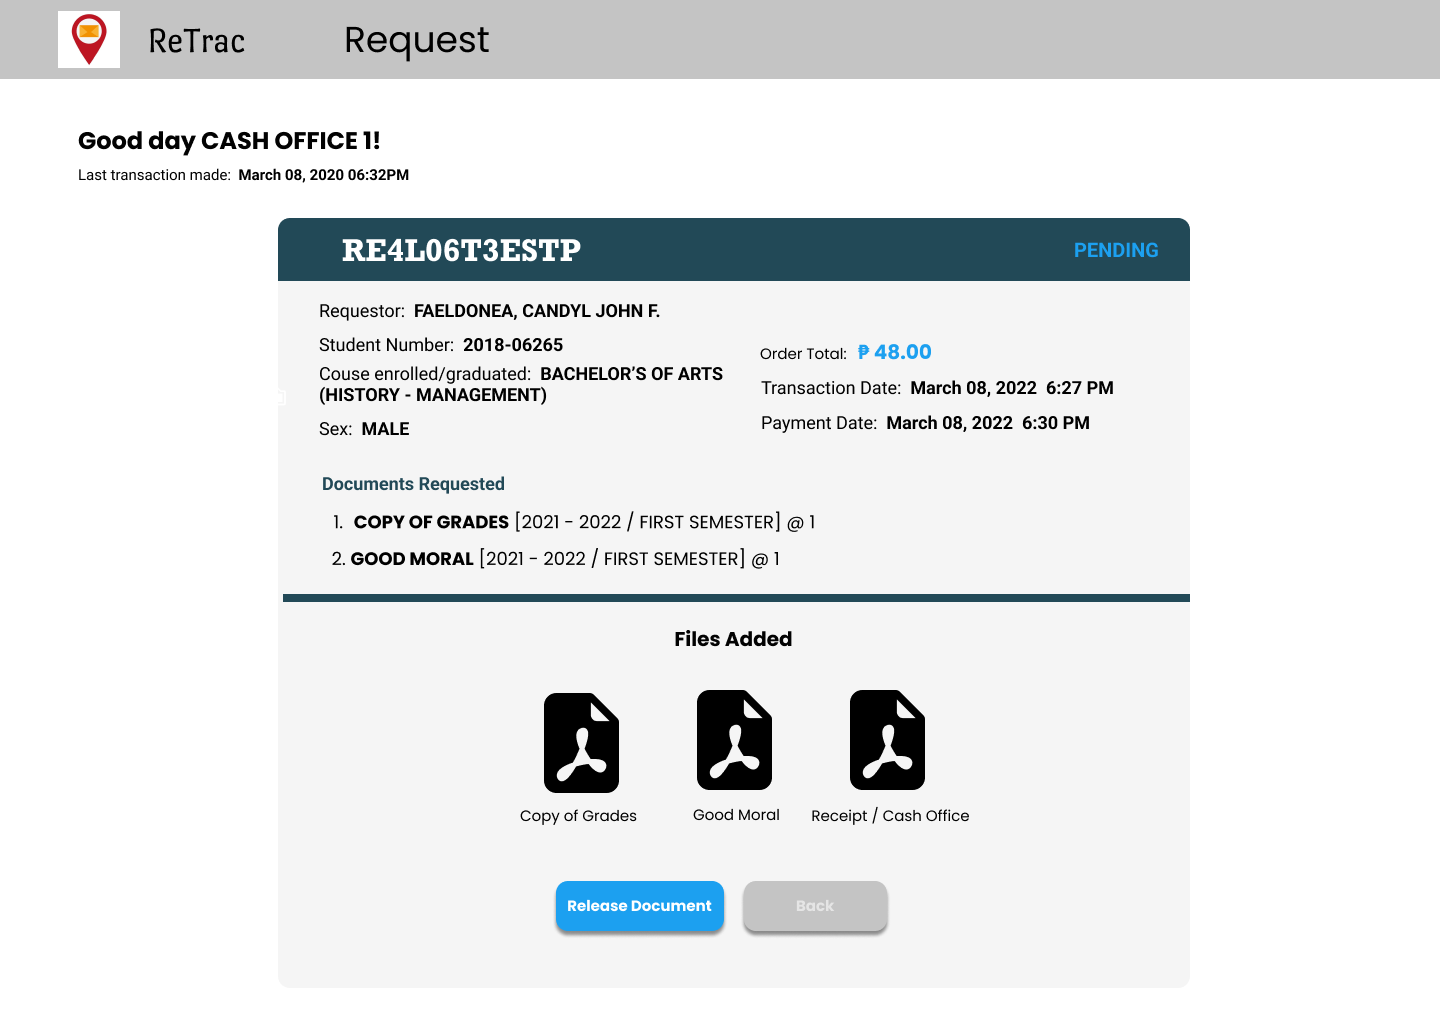 ReTrac
Request
Good day CASH OFFICE 1!
Last transaction made: March 08, 2020 06:32PM
RE4L06T3ESTP
PENDING
Requestor: FAELDONEA, CANDYL JOHN F.
Student Number: 2018-06265
Couse enrolled/graduated: BACHELOR’S OF ARTS
(HISTORY - MANAGEMENT)
Sex: MALE
Order Total: ₱ 48.00
Transaction Date: March 08, 2022 6:27 PM
Payment Date: March 08, 2022 6:30 PM
Documents Requested
1. COPY OF GRADES [2021 - 2022 / FIRST SEMESTER] @ 1
2. GOOD MORAL [2021 - 2022 / FIRST SEMESTER] @ 1
Files Added
Copy of Grades
Good Moral
Receipt / Cash Office
Release Document
Back